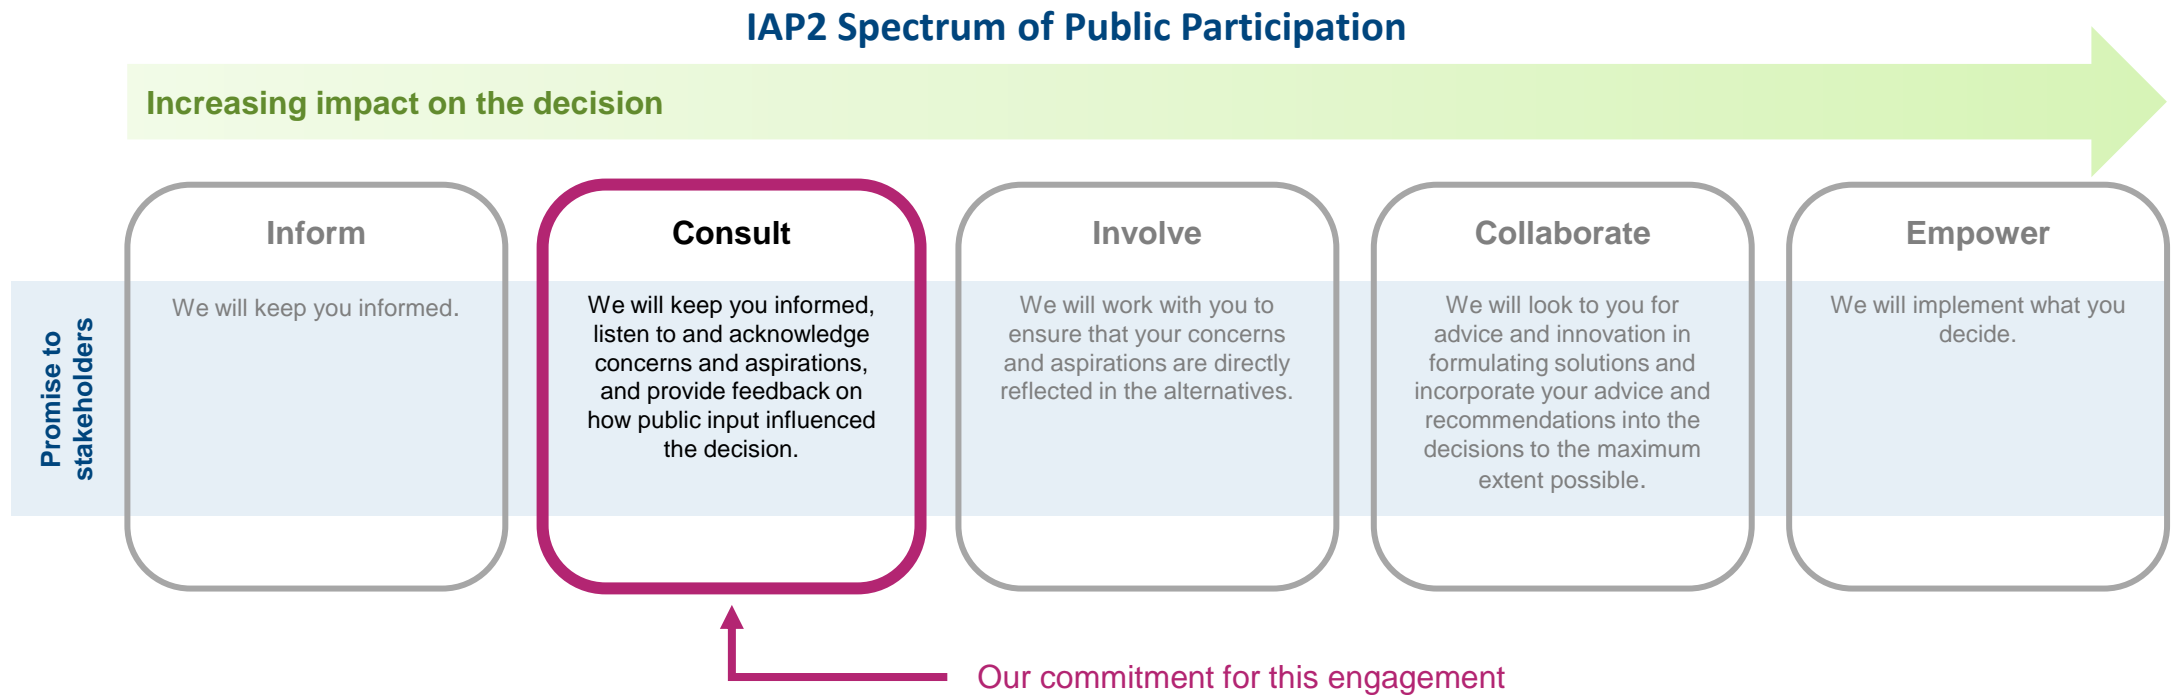 IAP2 Spectrum of Public Participation
Increasing impact on the decision
Promise to
stakeholders
Inform
We will keep you informed.
Consult
We will keep you informed,
listen to and acknowledge
concerns and aspirations,
and provide feedback on
how public input influenced
the decision.
Involve
We will work with you to
ensure that your concerns
and aspirations are directly
reflected in the alternatives.
Collaborate
We will look to you for
advice and innovation in
formulating solutions and
incorporate your advice and
recommendations into the
decisions to the maximum
extent possible.
Empower
We will implement what you
decide.
Our commitment for this engagement